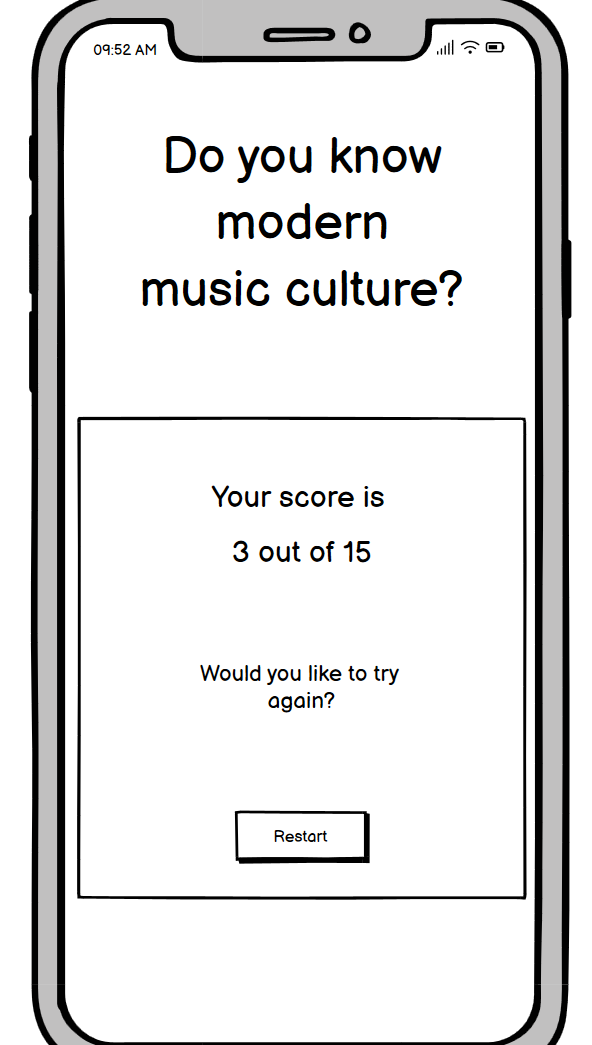 09:52 AM
Do you know
modern
music culture?
Your score is
3 out of 15
Would you like to try
again?
Restart